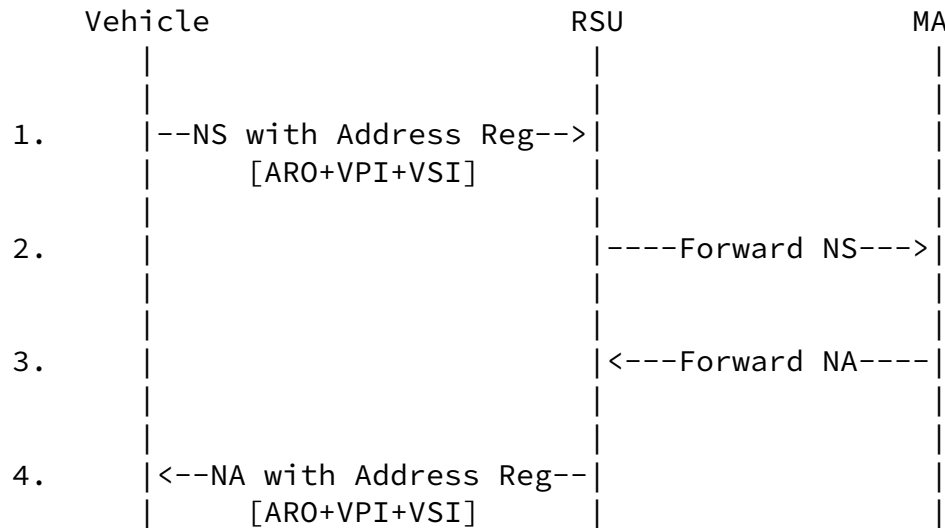 Vehicle RSU MA
1. |--NS with Address Reg-->|
[ARO+VPI+VSI]
2. |----Forward NS--->|
3. |<---Forward NA----|
4. |<--NA with Address Reg--|
[ARO+VPI+VSI]